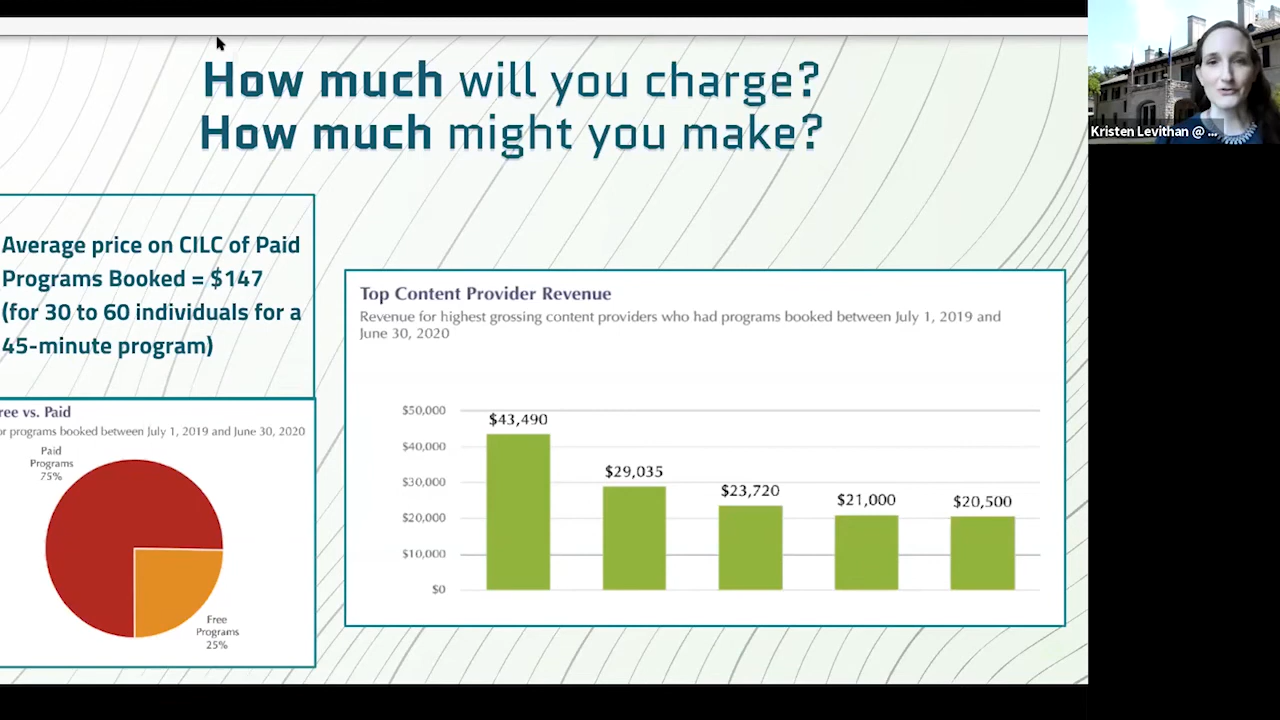 How much will you charge?
How much might you make?
Kristen Levithan @ ...
Average price on CILC of Paid
Programs Booked = $147
(for 30 to 60 individuals for a
45-minute program)
ree vs. Paid
or programs booked between July 1, 2019 and June 30, 2020
Paid
Programs
75%
Free
Programs
25%
Top Content Provider Revenue
Revenue for highest grossing content providers who had programs booked between July 1, 2019 and
June 30, 2020
$50,000
$40,000
$30,000
$20,000
$10,000
$0
$43,490
$29,035
$23,720
$21,000
$20,500